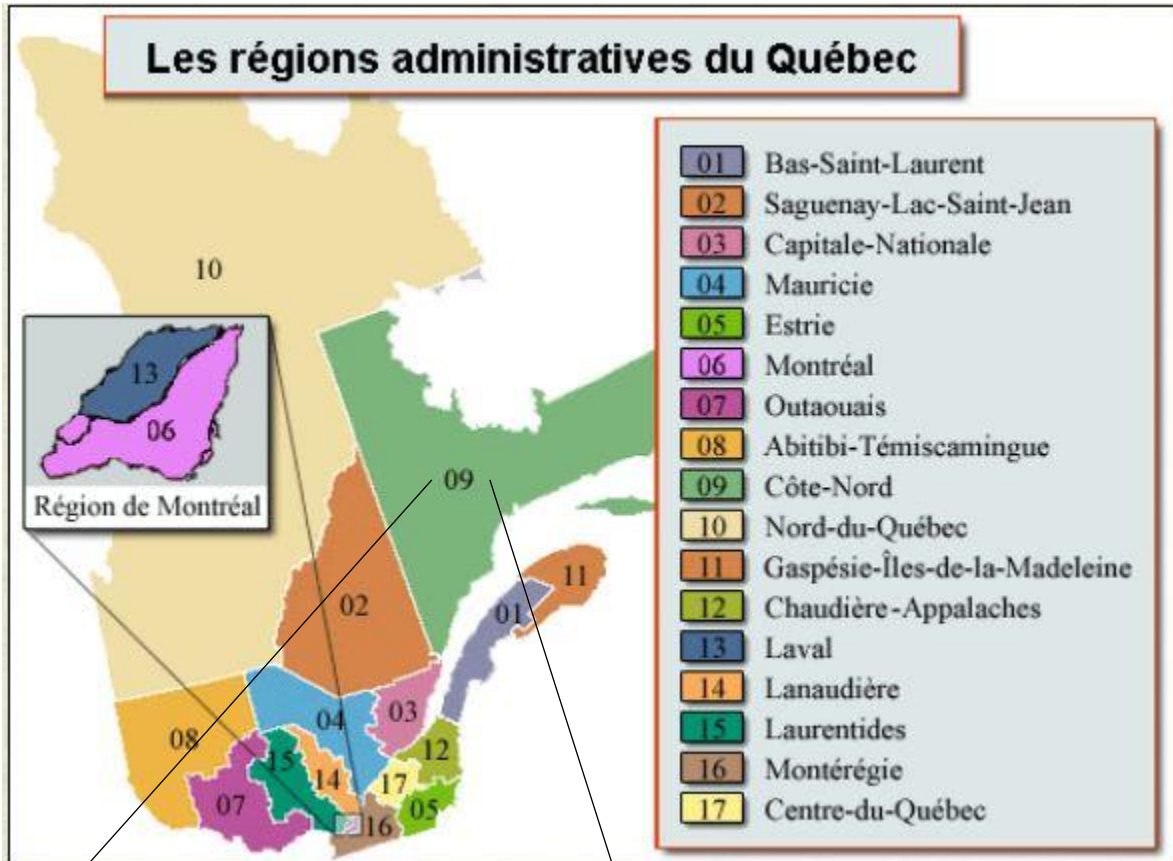 Les régions administratives du Québec
01 Bas-Saint-Laurent
02 Saguenay-Lac-Saint-Jean
03 Capitale-Nationale
04 Mauricie
05 Estrie
06 Montréal
07 Outaouais
08 Abitibi-Témiscamingue
09 Côte-Nord
10 Nord-du-Québec
11 Gaspésie-Îles-de-la-Madeleine
12 Chaudière-Appalaches
13 Laval
14 Lanaudière
15 Laurentides
16 Montérégie
17 Centre-du-Québec
10
13
06
Région de Montréal
09
11
01
02
03
04
08
12
15
14
17
07
05
16